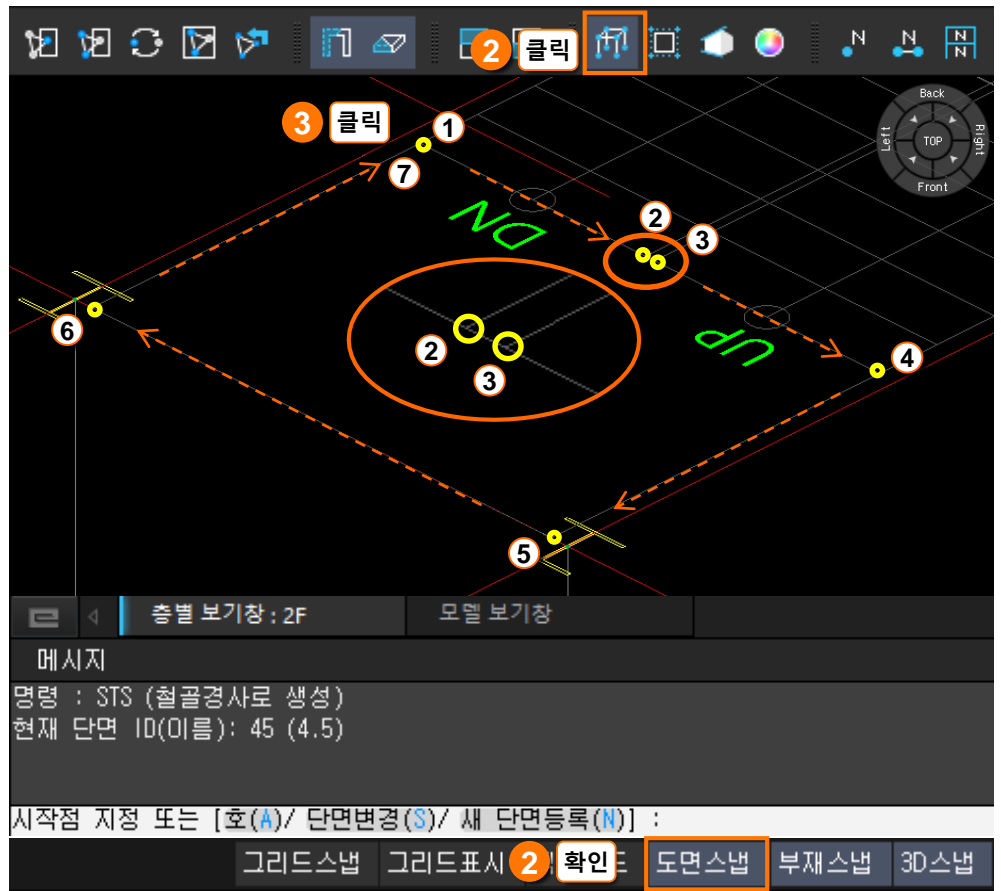 2 클릭
N
N
N
N
3 클릭
1
7
Back
Left
TOP
Right
Front
DN
2
3
2
3
UP
6
4
5
층별 보기창 : 2F
모델 보기창
메시지
명령 : STS (철골경사로 생성)
현재 단면 ID(이름): 45 (4.5)
시작점 지정 또는 [호(A)/ 단면변경(S)/ 새 단면등록(N)] :
그리드스냅 그리드표시 2 확인 도면스냅 부재스냅 3D스냅